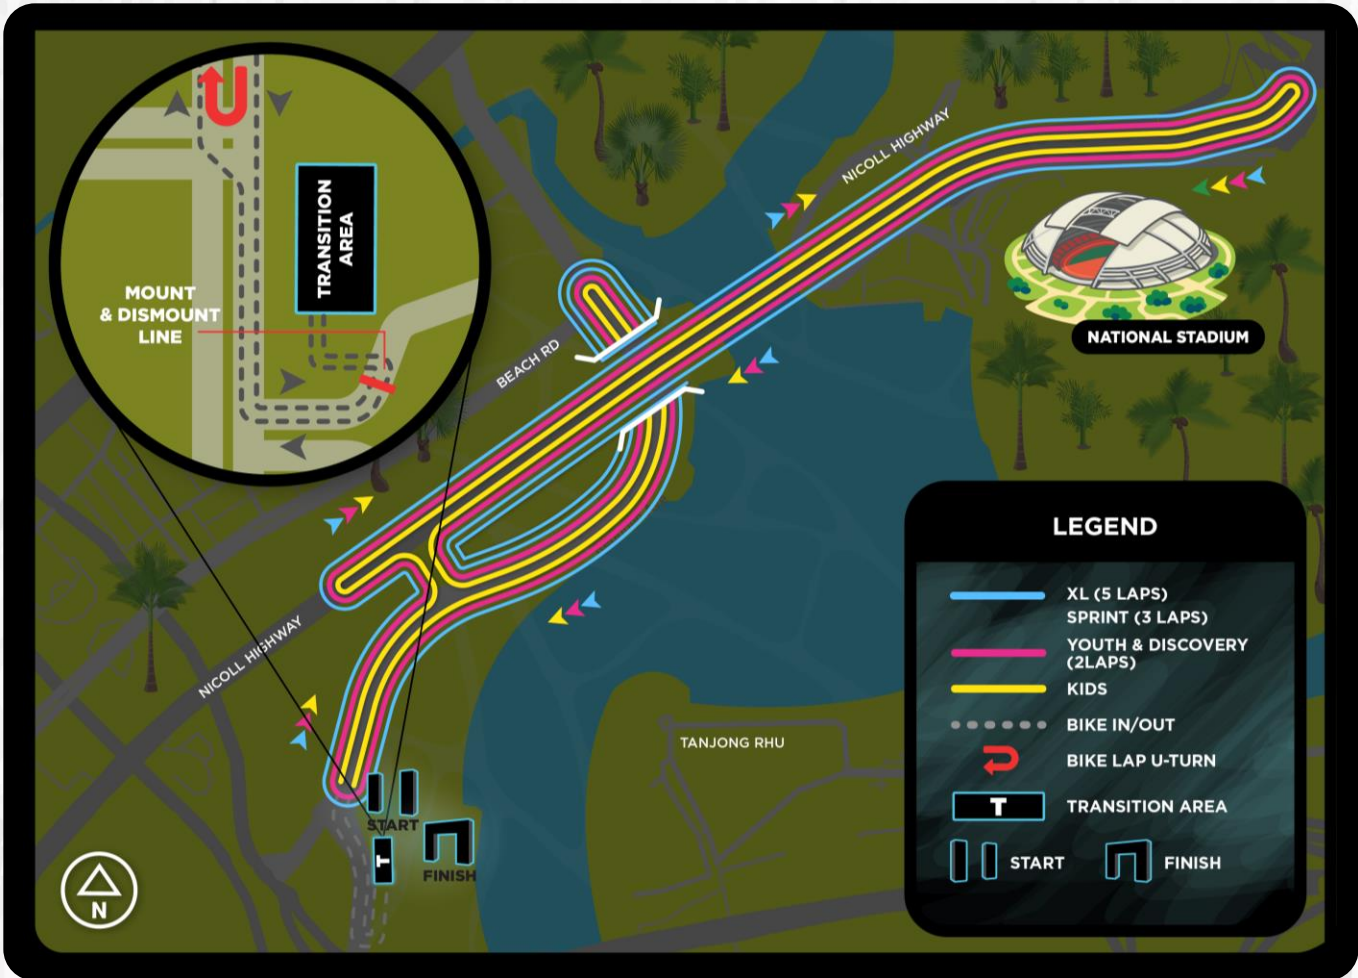 TRANSITION
AREA
MOUNT
& DISMOUNT
LINE
NICOLL HIGHWAY
BEACH RD
NATIONAL STADIUM
NICOLL HIGHWAY
TANJONG RHU
START
T
FINISH
N
LEGEND
XL (5 LAPS)
SPRINT (3 LAPS)
YOUTH & DISCOVERY
(2LAPS)
KIDS
BIKE IN/OUT
BIKE LAP U-TURN
T
TRANSITION AREA
START
FINISH